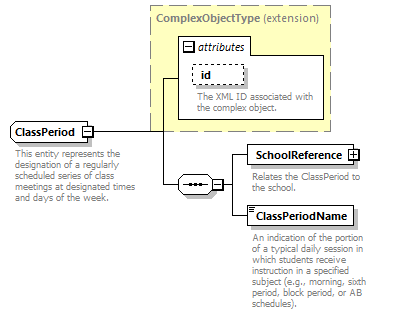 ComplexObjectType (extension)
attributes
id
The XML ID associated with
the complex object.
ClassPeriod
This entity represents the
designation of a regularly
scheduled series of class
meetings at designated times
and days of the week.
SchoolReference
Relates the ClassPeriod to
the school.
ClassPeriodName
An indication of the portion
of a typical daily session in
which students receive
instruction in a specified
subject (e.g., morning, sixth
period, block period, or AB
schedules).